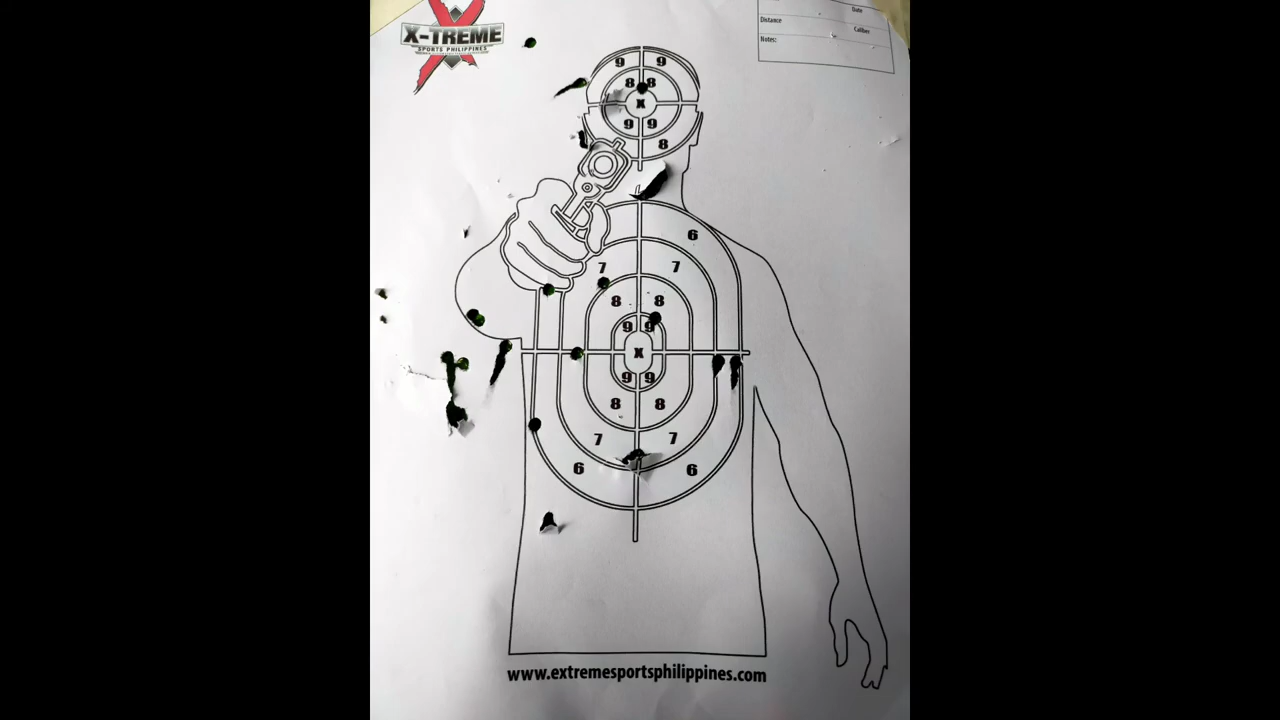 X-TREME
SPORTS PHILIPPINES
Date
Distance
Caliber
Notes:
9 9
8 8
X
9 9
8
6
7 7
8 8
9 9
X
9 9
8 8
7 7
6 6
www.extremesportsphilippines.com